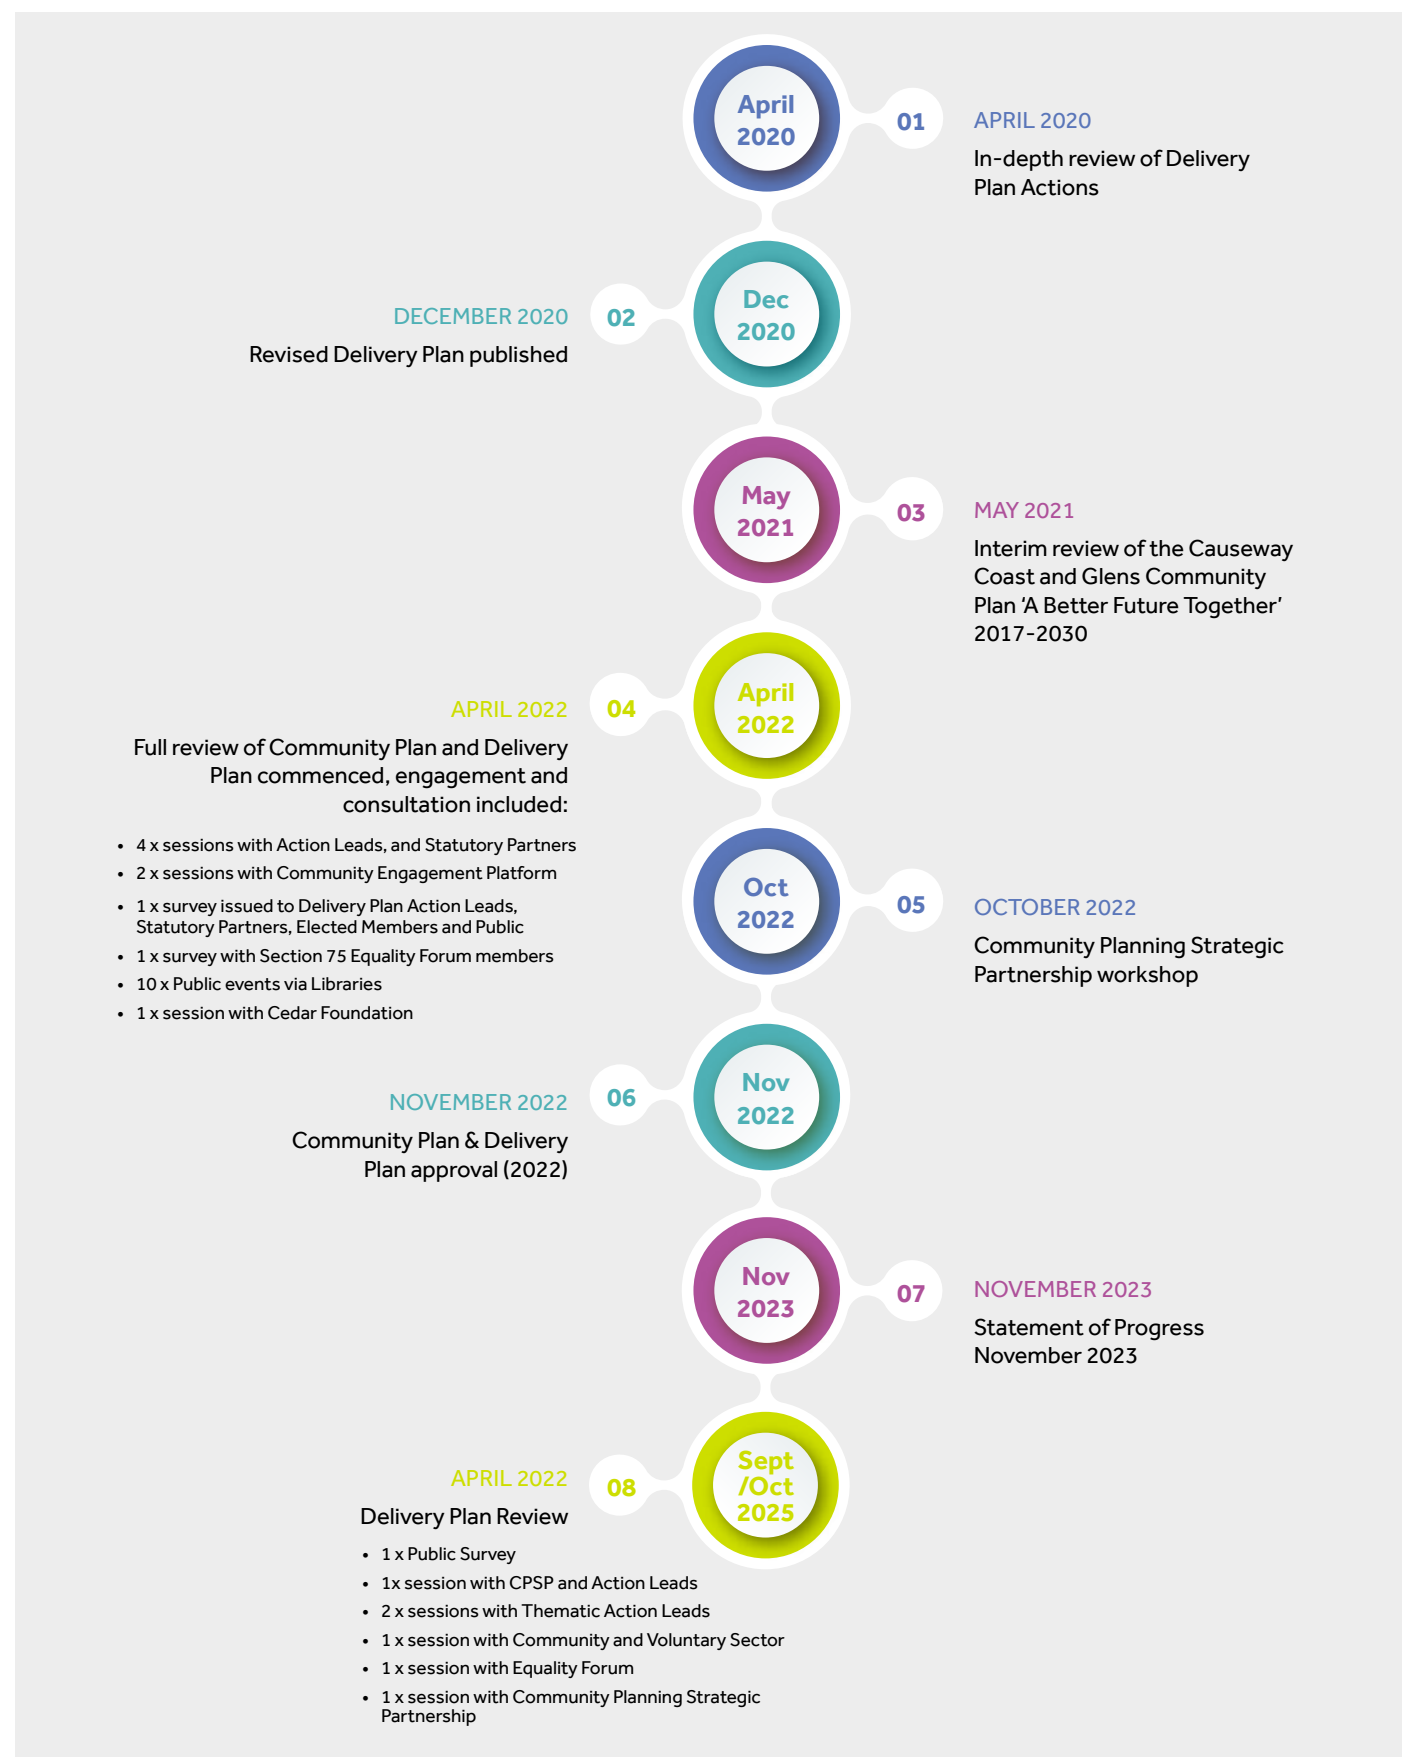 April
2020
01
APRIL 2020
In-depth review of Delivery
Plan Actions
Dec
2020
02
DECEMBER 2020
Revised Delivery Plan published
May
2021
03
MAY 2021
Interim review of the Causeway
Coast and Glens Community
Plan ‘A Better Future Together’
2017-2030
April
2022
04
APRIL 2022
Full review of Community Plan and Delivery
Plan commenced, engagement and
consultation included:
• 4 x sessions with Action Leads, and Statutory Partners
• 2 x sessions with Community Engagement Platform
• 1 x survey issued to Delivery Plan Action Leads,
Statutory Partners, Elected Members and Public
• 1 x survey with Section 75 Equality Forum members
• 10 x Public events via Libraries
• 1 x session with Cedar Foundation
Oct
2022
05
OCTOBER 2022
Community Planning Strategic
Partnership workshop
Nov
2022
06
NOVEMBER 2022
Community Plan & Delivery
Plan approval (2022)
Nov
2023
07
NOVEMBER 2023
Statement of Progress
November 2023
Sept
/Oct
2025
08
APRIL 2022
Delivery Plan Review
• 1 x Public Survey
• 1x session with CPSP and Action Leads
• 2 x sessions with Thematic Action Leads
• 1 x session with Community and Voluntary Sector
• 1 x session with Equality Forum
• 1 x session with Community Planning Strategic
Partnership